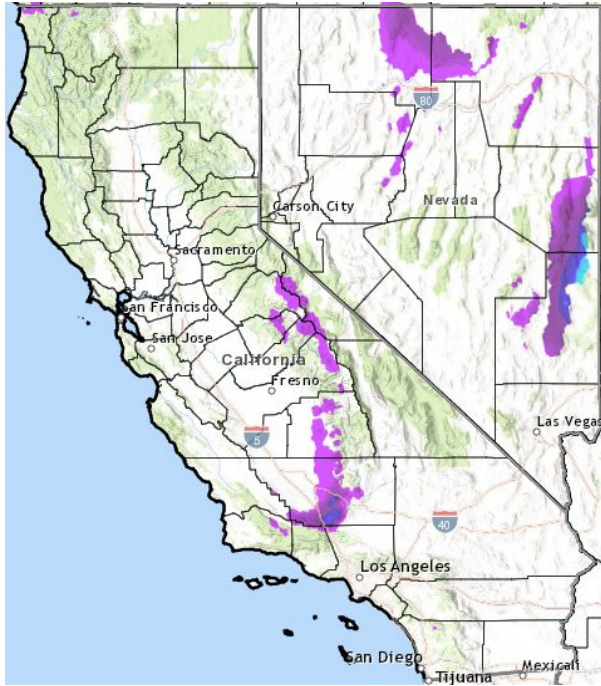 80
Nevada
Carson City
Sacramento
San Francisco
San Jose
California
Fresno
5
Las Vegas
40
Los Angeles
San Diego
Tijuana
Mexicali